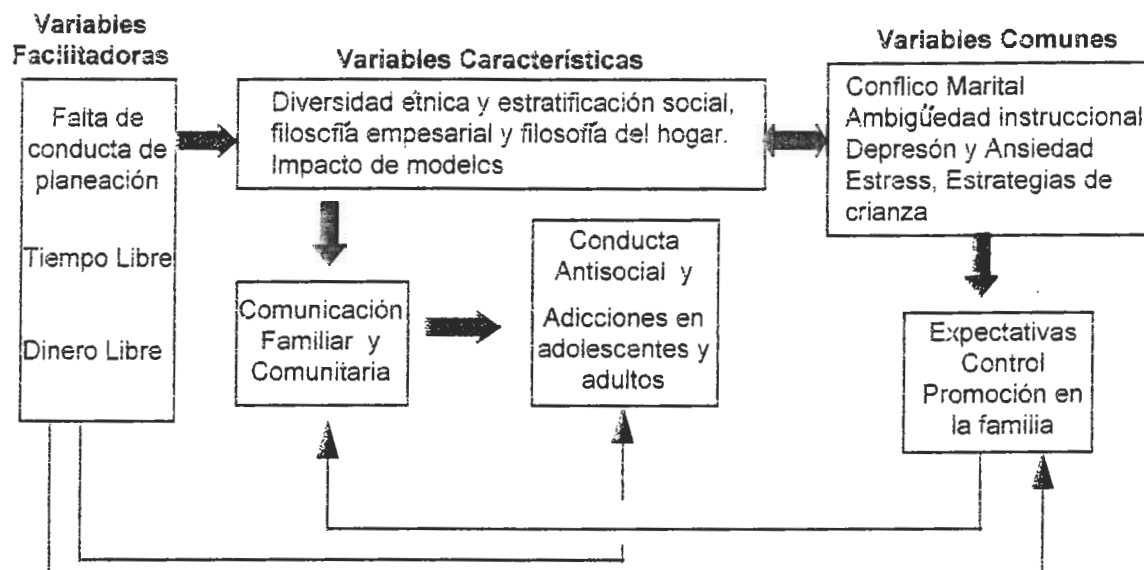 Variables
Facilitadoras
Falta de
conducta de
planeación
Tiempo Libre
Dinero Libre
Variables Características
Diversidad étnica y estratificación social,
filosofía empresarial y filosofía del hogar.
Impacto de modelcs
Variables Comunes
Conflico Marital
Ambigüedad instruccional
Depresón y Ansiedad
Estress, Estrategias de
crianza
Comunicación
Familiar y
Comunitaria
Conducta
Antisocial y
Adicciones en
adolescentes y
adultos
Expectativas
Control
Promoción en
la familia